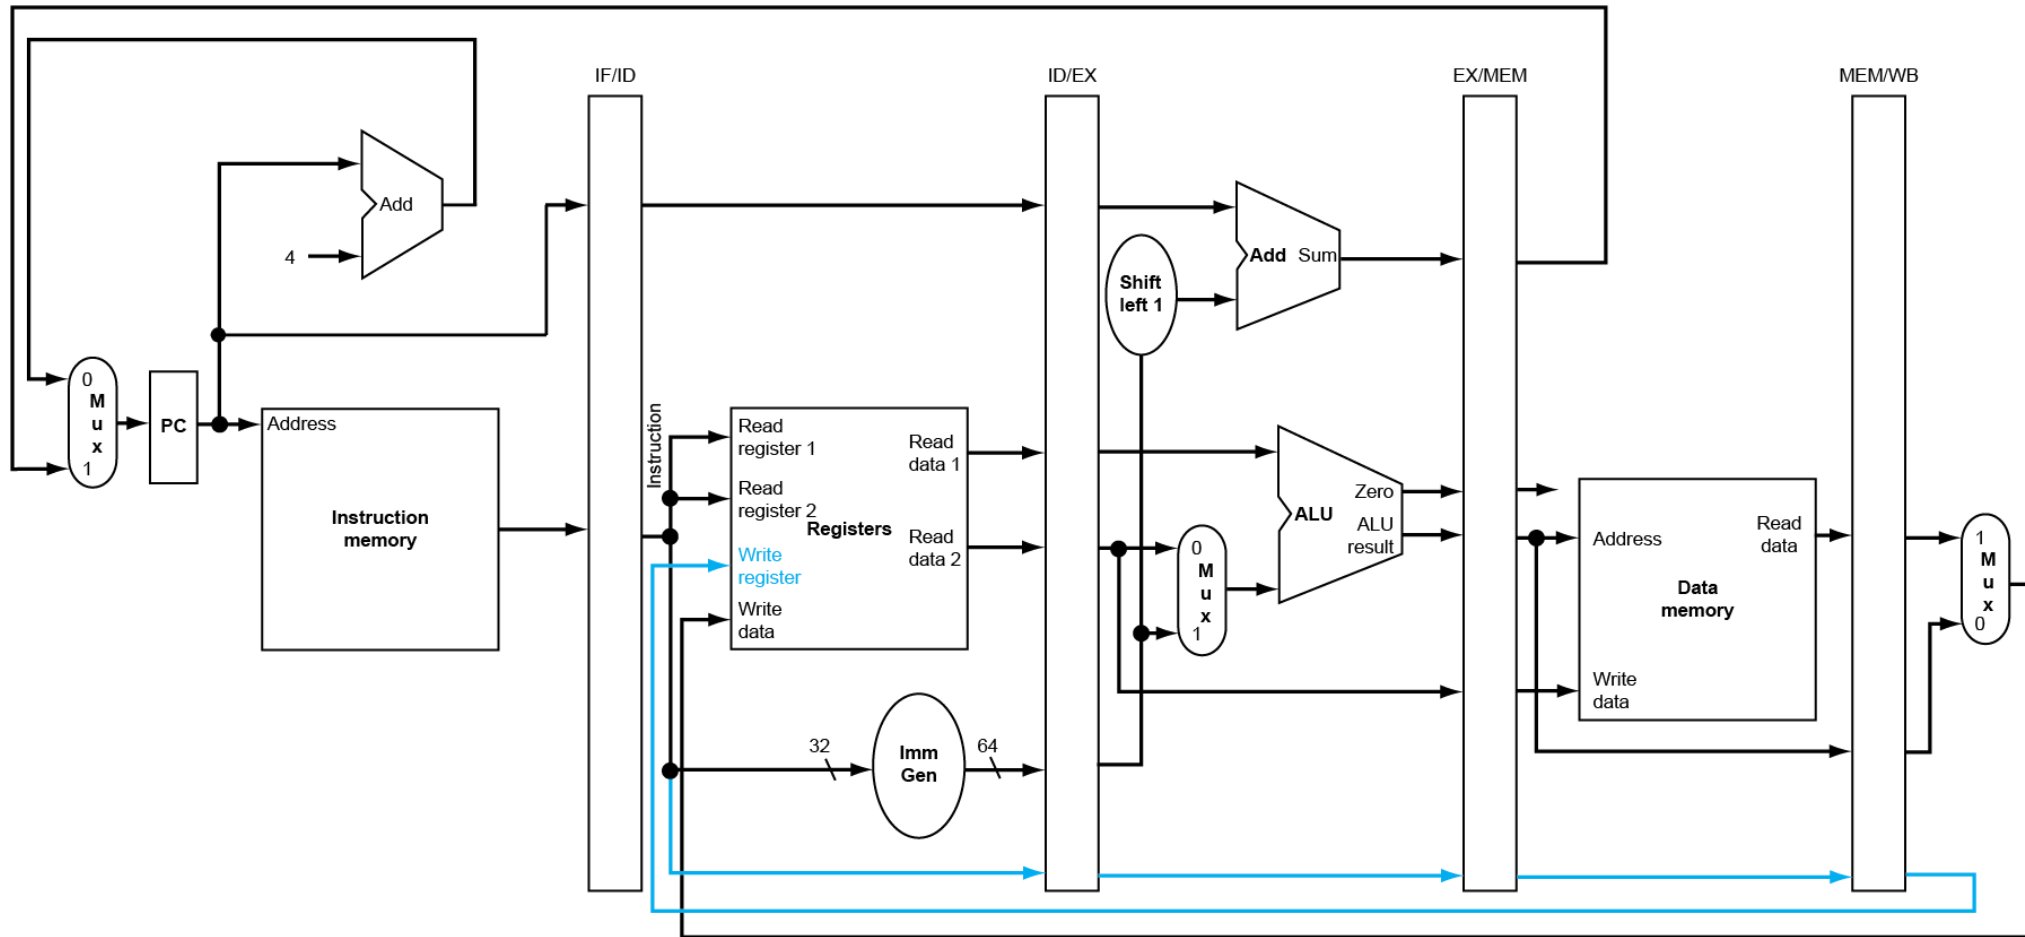 IF/ID
ID/EX
EX/MEM
MEM/WB
Add
4
Add Sum
Shift
left 1
0
M
u
x
1
PC
Address
Instruction
memory
Instruction
Read
register 1
Read
register 2
Write
register
Write
data
Registers
Read
data 1
Read
data 2
0
M
u
x
1
Zero
ALU
ALU
result
Address
Read
data
Data
memory
Write
data
1
M
u
x
0
32
Imm
Gen
64